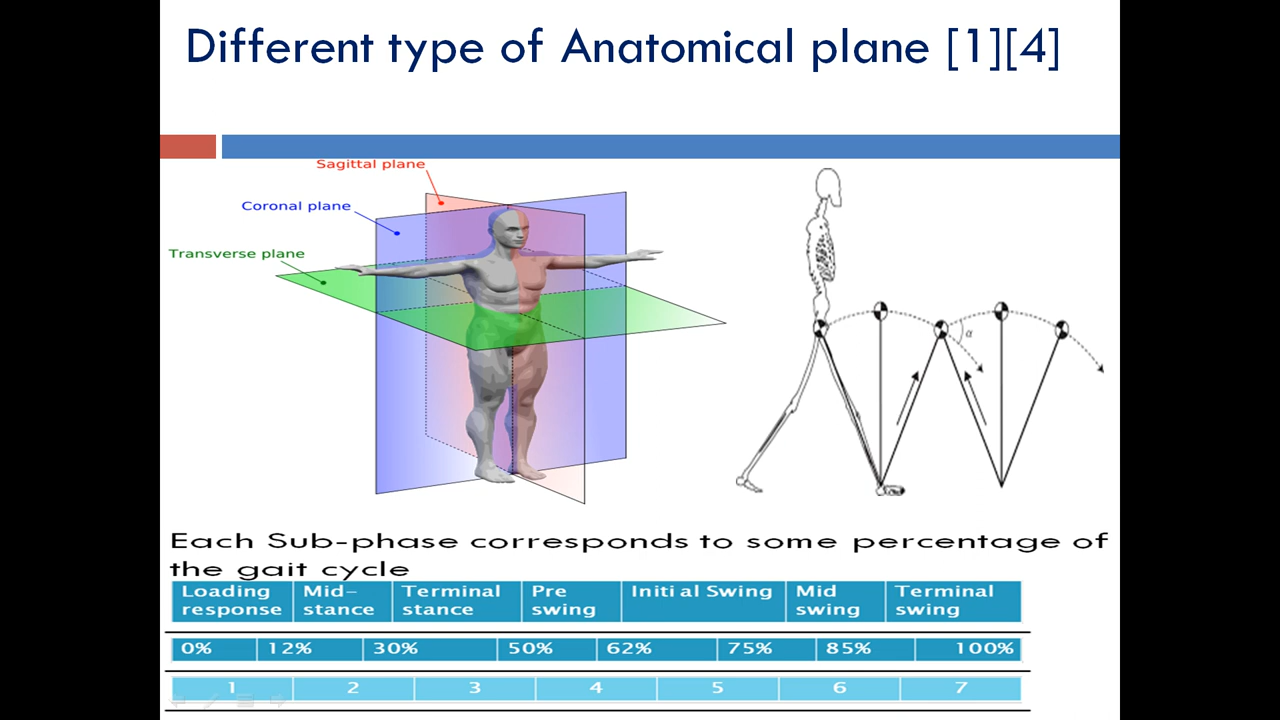 Different type of Anatomical plane [1][4]
Sagittal plane
Coronal plane
Transverse plane
α
Each Sub-phase corresponds to some percentage of
the gait cycle
Loading response Mid-stance Terminal stance Pre swing Initi al Swing Mid swing Terminal swing
0% 12% 30% 50% 62% 75% 85% 100%
1 2 3 4 5 6 7